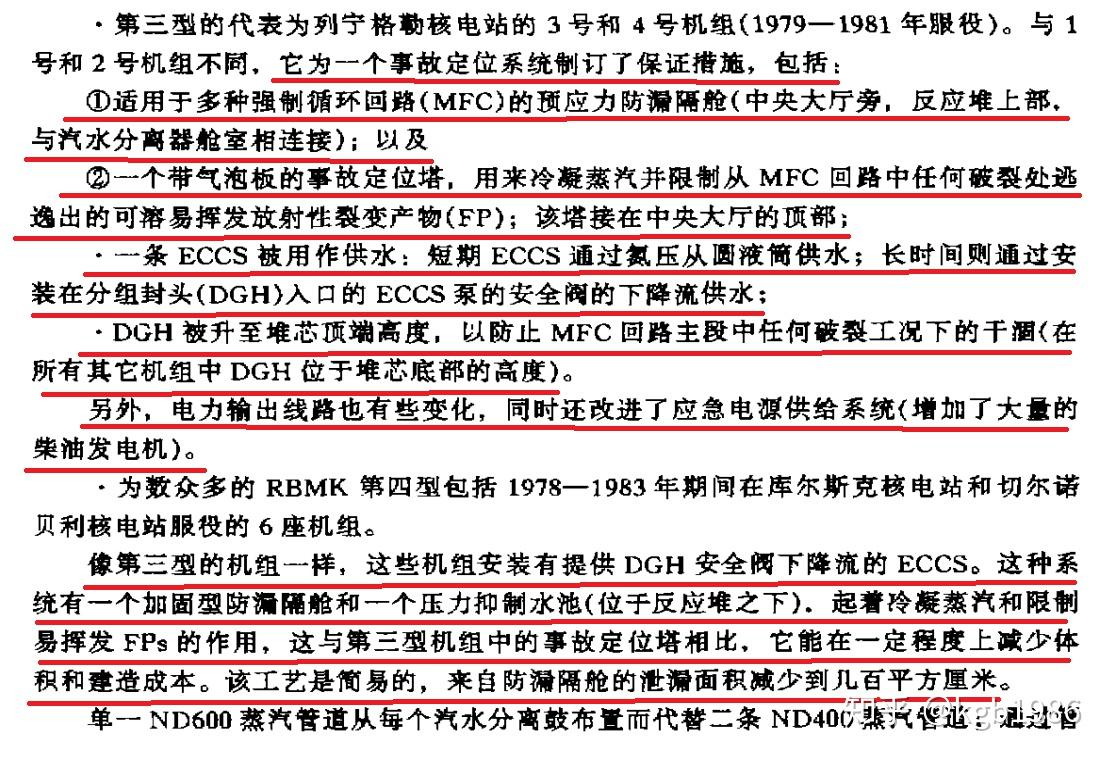 · 第三型的代表为列宁格勒核电站的 3 号和 4 号机组(1979—1981 年服役)。与 1
号和 2 号机组不同，它为一个事故定位系统制订了保证措施，包括：
①适用于多种强制循环回路(MFC)的预应力防漏隔舱(中央大厅旁，反应堆上部，
与汽水分离器舱室相连接)；以及
②一个带气泡板的事故定位塔，用来冷凝蒸汽并限制从 MFC 回路中任何破裂处逃
逸出的可溶易挥发放射性裂变产物(FP)；该塔接在中央大厅的顶部；
· 一条 ECCS 被用作供水：短期 ECCS 通过氮压从圆液筒供水；长时间则通过安
装在分组封头(DGH)入口的 ECCS 泵的安全阀的下降流供水；
· DGH 被升至堆芯顶端高度，以防止 MFC 回路主段中任何破裂工况下的干涸(在
所有其它机组中 DGH 位于堆芯底部的高度)。
另外，电力输出线路也有些变化，同时还改进了应急电源供给系统(增加了大量的
柴油发电机)。
· 为数众多的 RBMK 第四型包括 1978—1983 年期间在库尔斯克核电站和切尔诺
贝利核电站服役的 6 座机组。
像第三型的机组一样，这些机组安装有提供 DGH 安全阀下降流的 ECCS。这种系
统有一个加固型防漏隔舱和一个压力抑制水池(位于反应堆之下)，起着冷凝蒸汽和限制
易挥发 FPs 的作用，这与第三型机组中的事故定位塔相比，它能在一定程度上减少体
积和建造成本。该工艺是简易的，来自防漏隔舱的泄漏面积减少到几百平方厘米。
单一 ND600 蒸汽管道从每个汽水分离鼓布置而代替二条 ND400 蒸汽管道；通过
知乎 @kgb1986